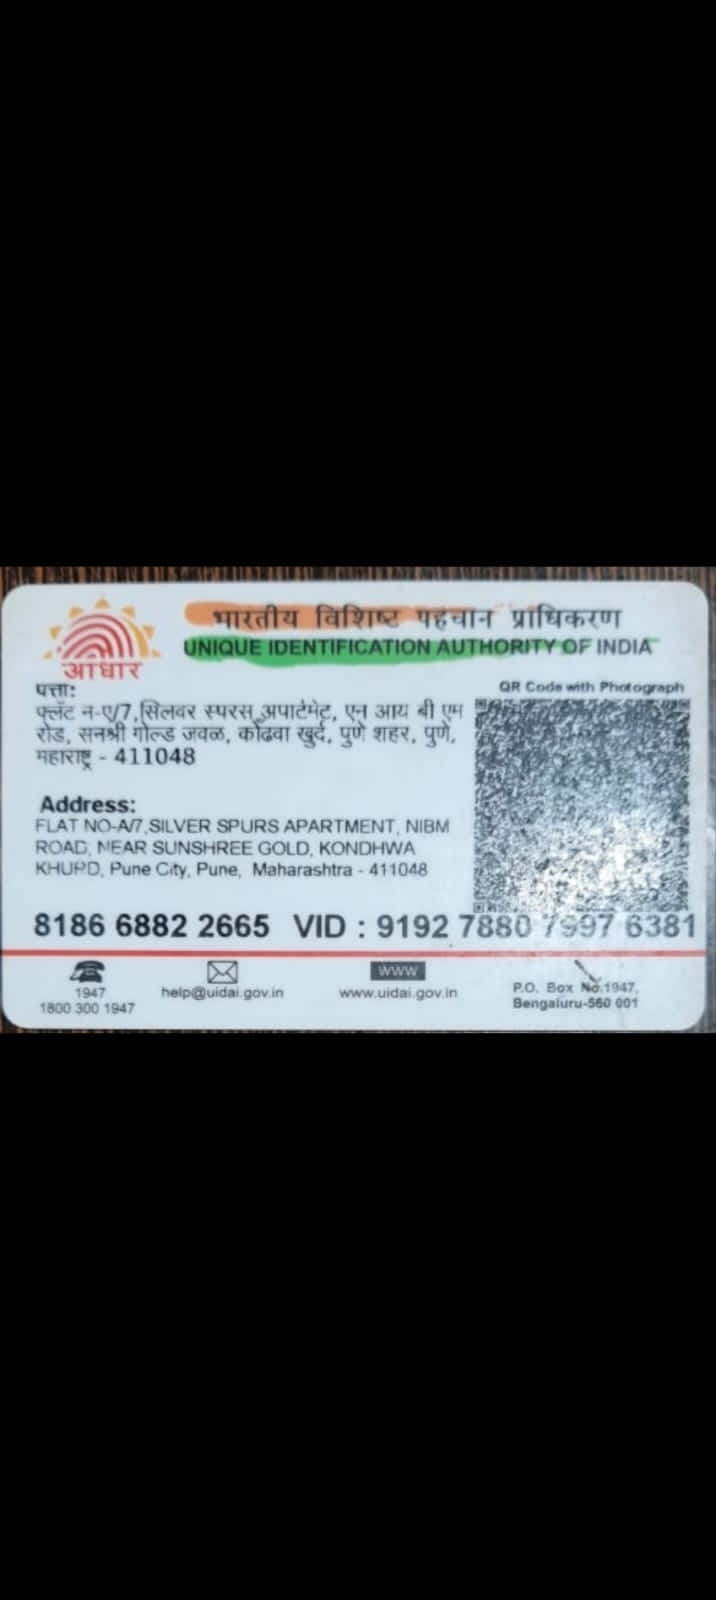 भारतीय विशिष्ट पहचान प्राधिकरण
UNIQUE IDENTIFICATION AUTHORITY OF INDIA
आधार
पत्ता:
फ्लॅट न-ए/7,सिलवर स्परस अपार्टमेंट, एन आय बी एम
रोड, सनश्री गोल्ड जवळ, कोंढवा खुर्द, पुणे शहर, पुणे,
महाराष्ट्र - 411048
QR Code with Photograph
Address:
FLAT NO-A/7,SILVER SPURS APARTMENT, NIBM
ROAD, NEAR SUNSHREE GOLD, KONDHWA
KHURD, Pune City, Pune, Maharashtra - 411048
8186 6882 2665 VID : 9192 7880 7997 6381
1947
1800 300 1947
help@uidai.gov.in
www
www.uidai.gov.in
P.O. Box No.1947,
Bengaluru-560 001